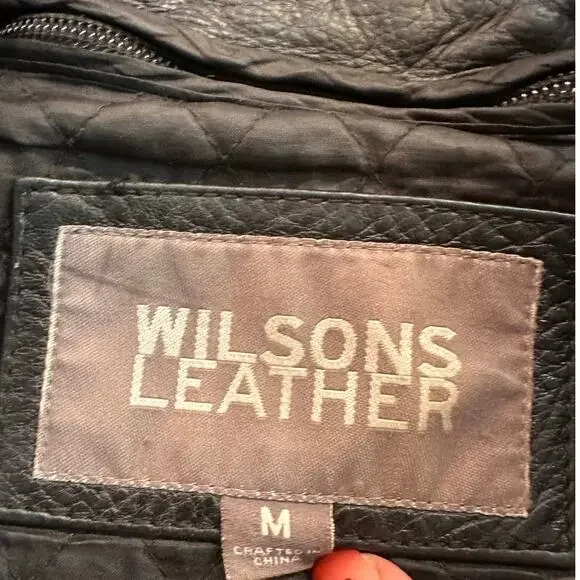 WILSONS
LEATHER
M
CRAFTED IN
CHINA